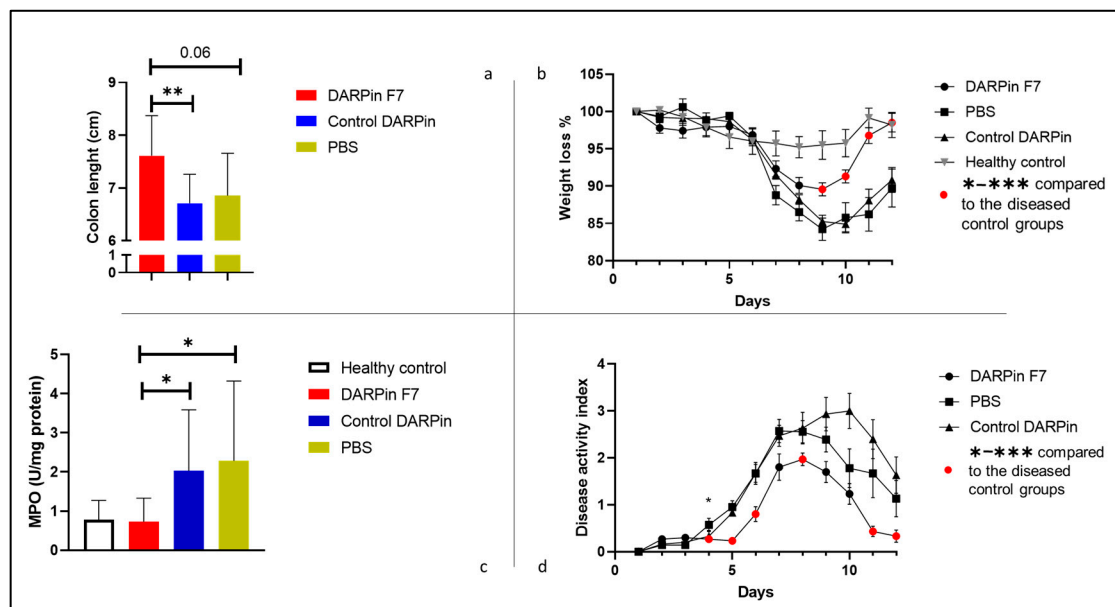 0.06
**
Colon lenght (cm)
9
8
7
6
1
0
DARPin F7
Control DARPin
PBS
a
b
Weight loss %
105
100
95
90
85
80
0
5
10
Days
DARPin F7
PBS
Control DARPin
Healthy control
*-*** compared
to the diseased
control groups
MPO (U/mg protein)
5
4
3
2
1
0
*
*
Healthy control
DARPin F7
Control DARPin
PBS
c
d
Disease activity index
4
3
2
1
0
*
0
5
10
Days
DARPin F7
PBS
Control DARPin
*-*** compared
to the diseased
control groups